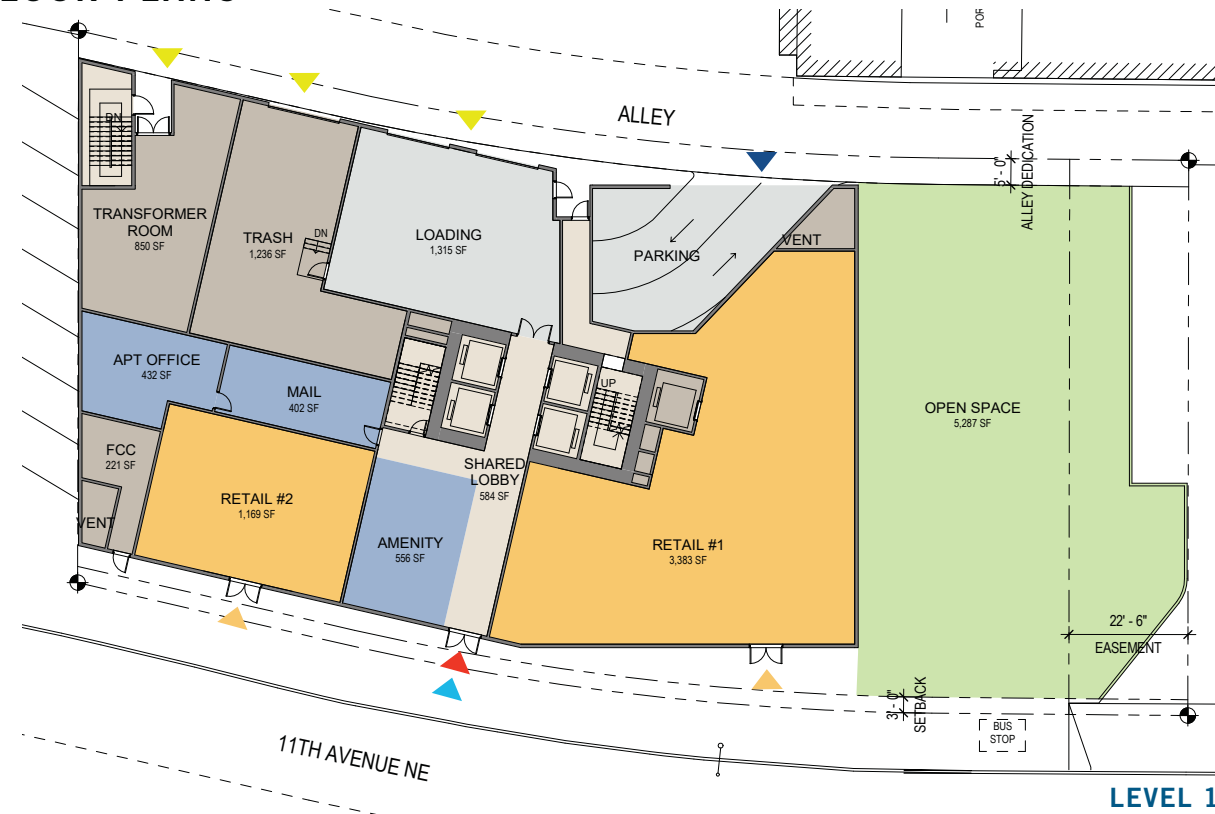 POR
ALLEY
DN
ALLEY DEDICATION
5' - 0"
TRANSFORMER
ROOM
850 SF
TRASH
1,236 SF
DN
LOADING
1,315 SF
PARKING
VENT
APT OFFICE
432 SF
MAIL
402 SF
UP
OPEN SPACE
5,287 SF
FCC
221 SF
VENT
RETAIL #2
1,169 SF
SHARED
LOBBY
584 SF
AMENITY
556 SF
RETAIL #1
3,383 SF
22' - 6"
EASEMENT
3' - 0"
SETBACK
BUS
STOP
11TH AVENUE NE
LEVEL 1